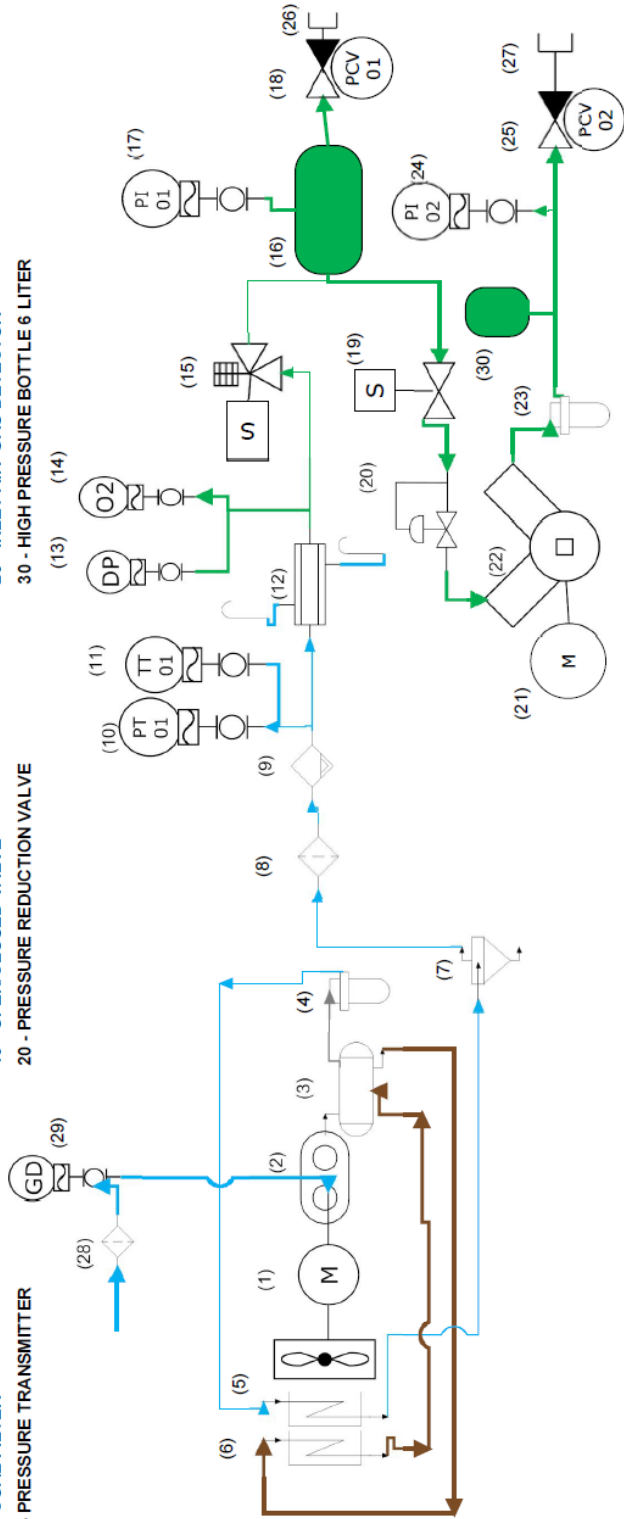 - PRESSURE TRANSMITTER
20 - PRESSURE REDUCTION VALVE
30 - HIGH PRESSURE BOTTLE 6 LITER
GD
(29)
(28)
(1)
M
(2)
(3)
(4)
(5)
(6)
(7)
(8)
(9)
(10)
PT
01
(11)
TT
01
(12)
(13)
DP
(14)
O2
(15)
S
(16)
(17)
PI
01
(18)
PCV
01
(26)
(19)
S
(20)
(21)
M
(22)
(23)
(30)
(24)
PI
02
(25)
PCV
02
(27)